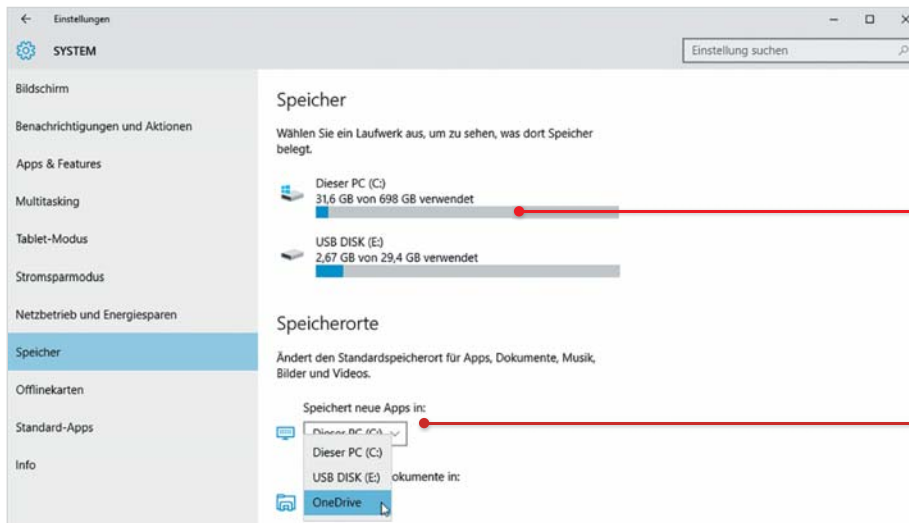 Einstellungen
SYSTEM
Einstellung suchen
Bildschirm
Benachrichtigungen und Aktionen
Apps & Features
Multitasking
Tablet-Modus
Stromsparmodus
Netzbetrieb und Energiesparen
Speicher
Offlinekarten
Standard-Apps
Info
Speicher
Wählen Sie ein Laufwerk aus, um zu sehen, was dort Speicher
belegt.
Dieser PC (C:)
31,6 GB von 698 GB verwendet
USB DISK (E:)
2,67 GB von 29,4 GB verwendet
Speicherorte
Ändert den Standardspeicherort für Apps, Dokumente, Musik,
Bilder und Videos.
Speichert neue Apps in:
Dieser PC (C:)
Dieser PC (C:)
USB DISK (E:)
okumente in:
OneDrive